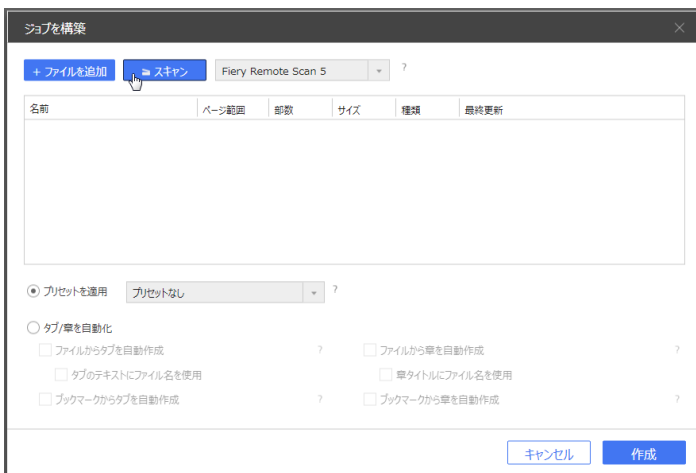 ジョブを構築
+ ファイルを追加 スキャン Fiery Remote Scan 5 ?
名前 ページ範囲 部数 サイズ 種類 最終更新
プリセットを適用 プリセットなし ?
タブ/章を自動化
ファイルからタブを自動作成 ? ファイルから章を自動作成 ?
タブのテキストにファイル名を使用 章タイトルにファイル名を使用
ブックマークからタブを自動作成 ? ブックマークから章を自動作成 ?
キャンセル 作成